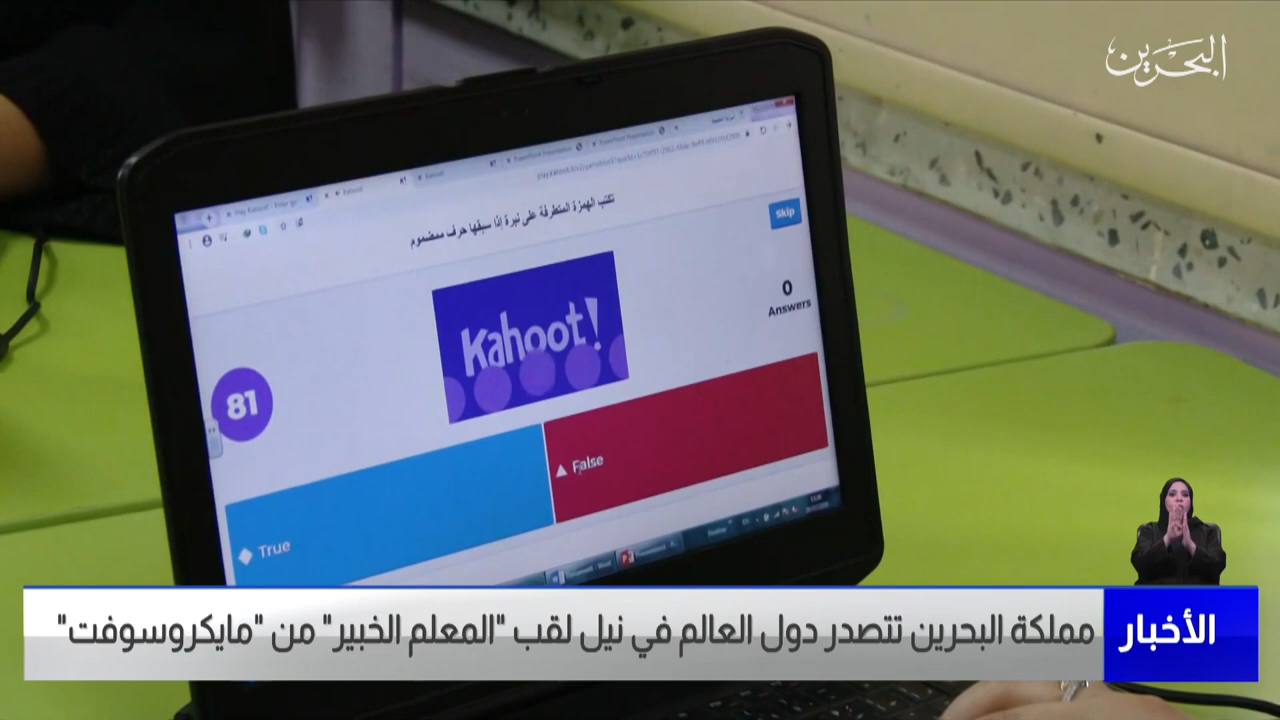 البحرين
تكتب الهمزة المتطرفة على نبرة إذا سبقها حرف مضموم
Skip
Kahoot!
0
Answers
81
True
False
الأخبار
مملكة البحرين تتصدر دول العالم في نيل لقب "المعلم الخبير" من "مايكروسوفت"